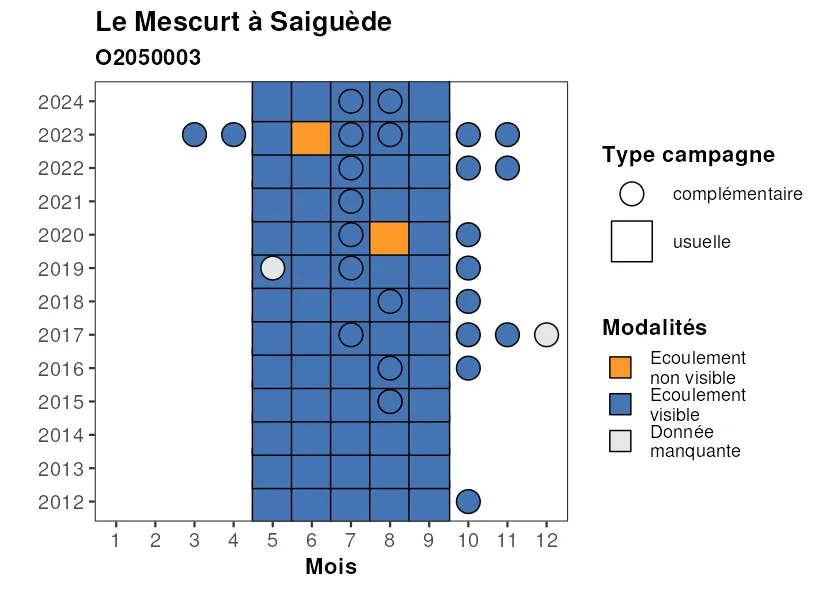 Le Mescurt à Saiguède
O2050003
2024
2023
2022
2021
2020
2019
2018
2017
2016
2015
2014
2013
2012
1 2 3 4 5 6 7 8 9 10 11 12
Mois
Type campagne
complémentaire
usuelle
Modalités
Ecoulement
non visible
Ecoulement
visible
Donnée
manquante